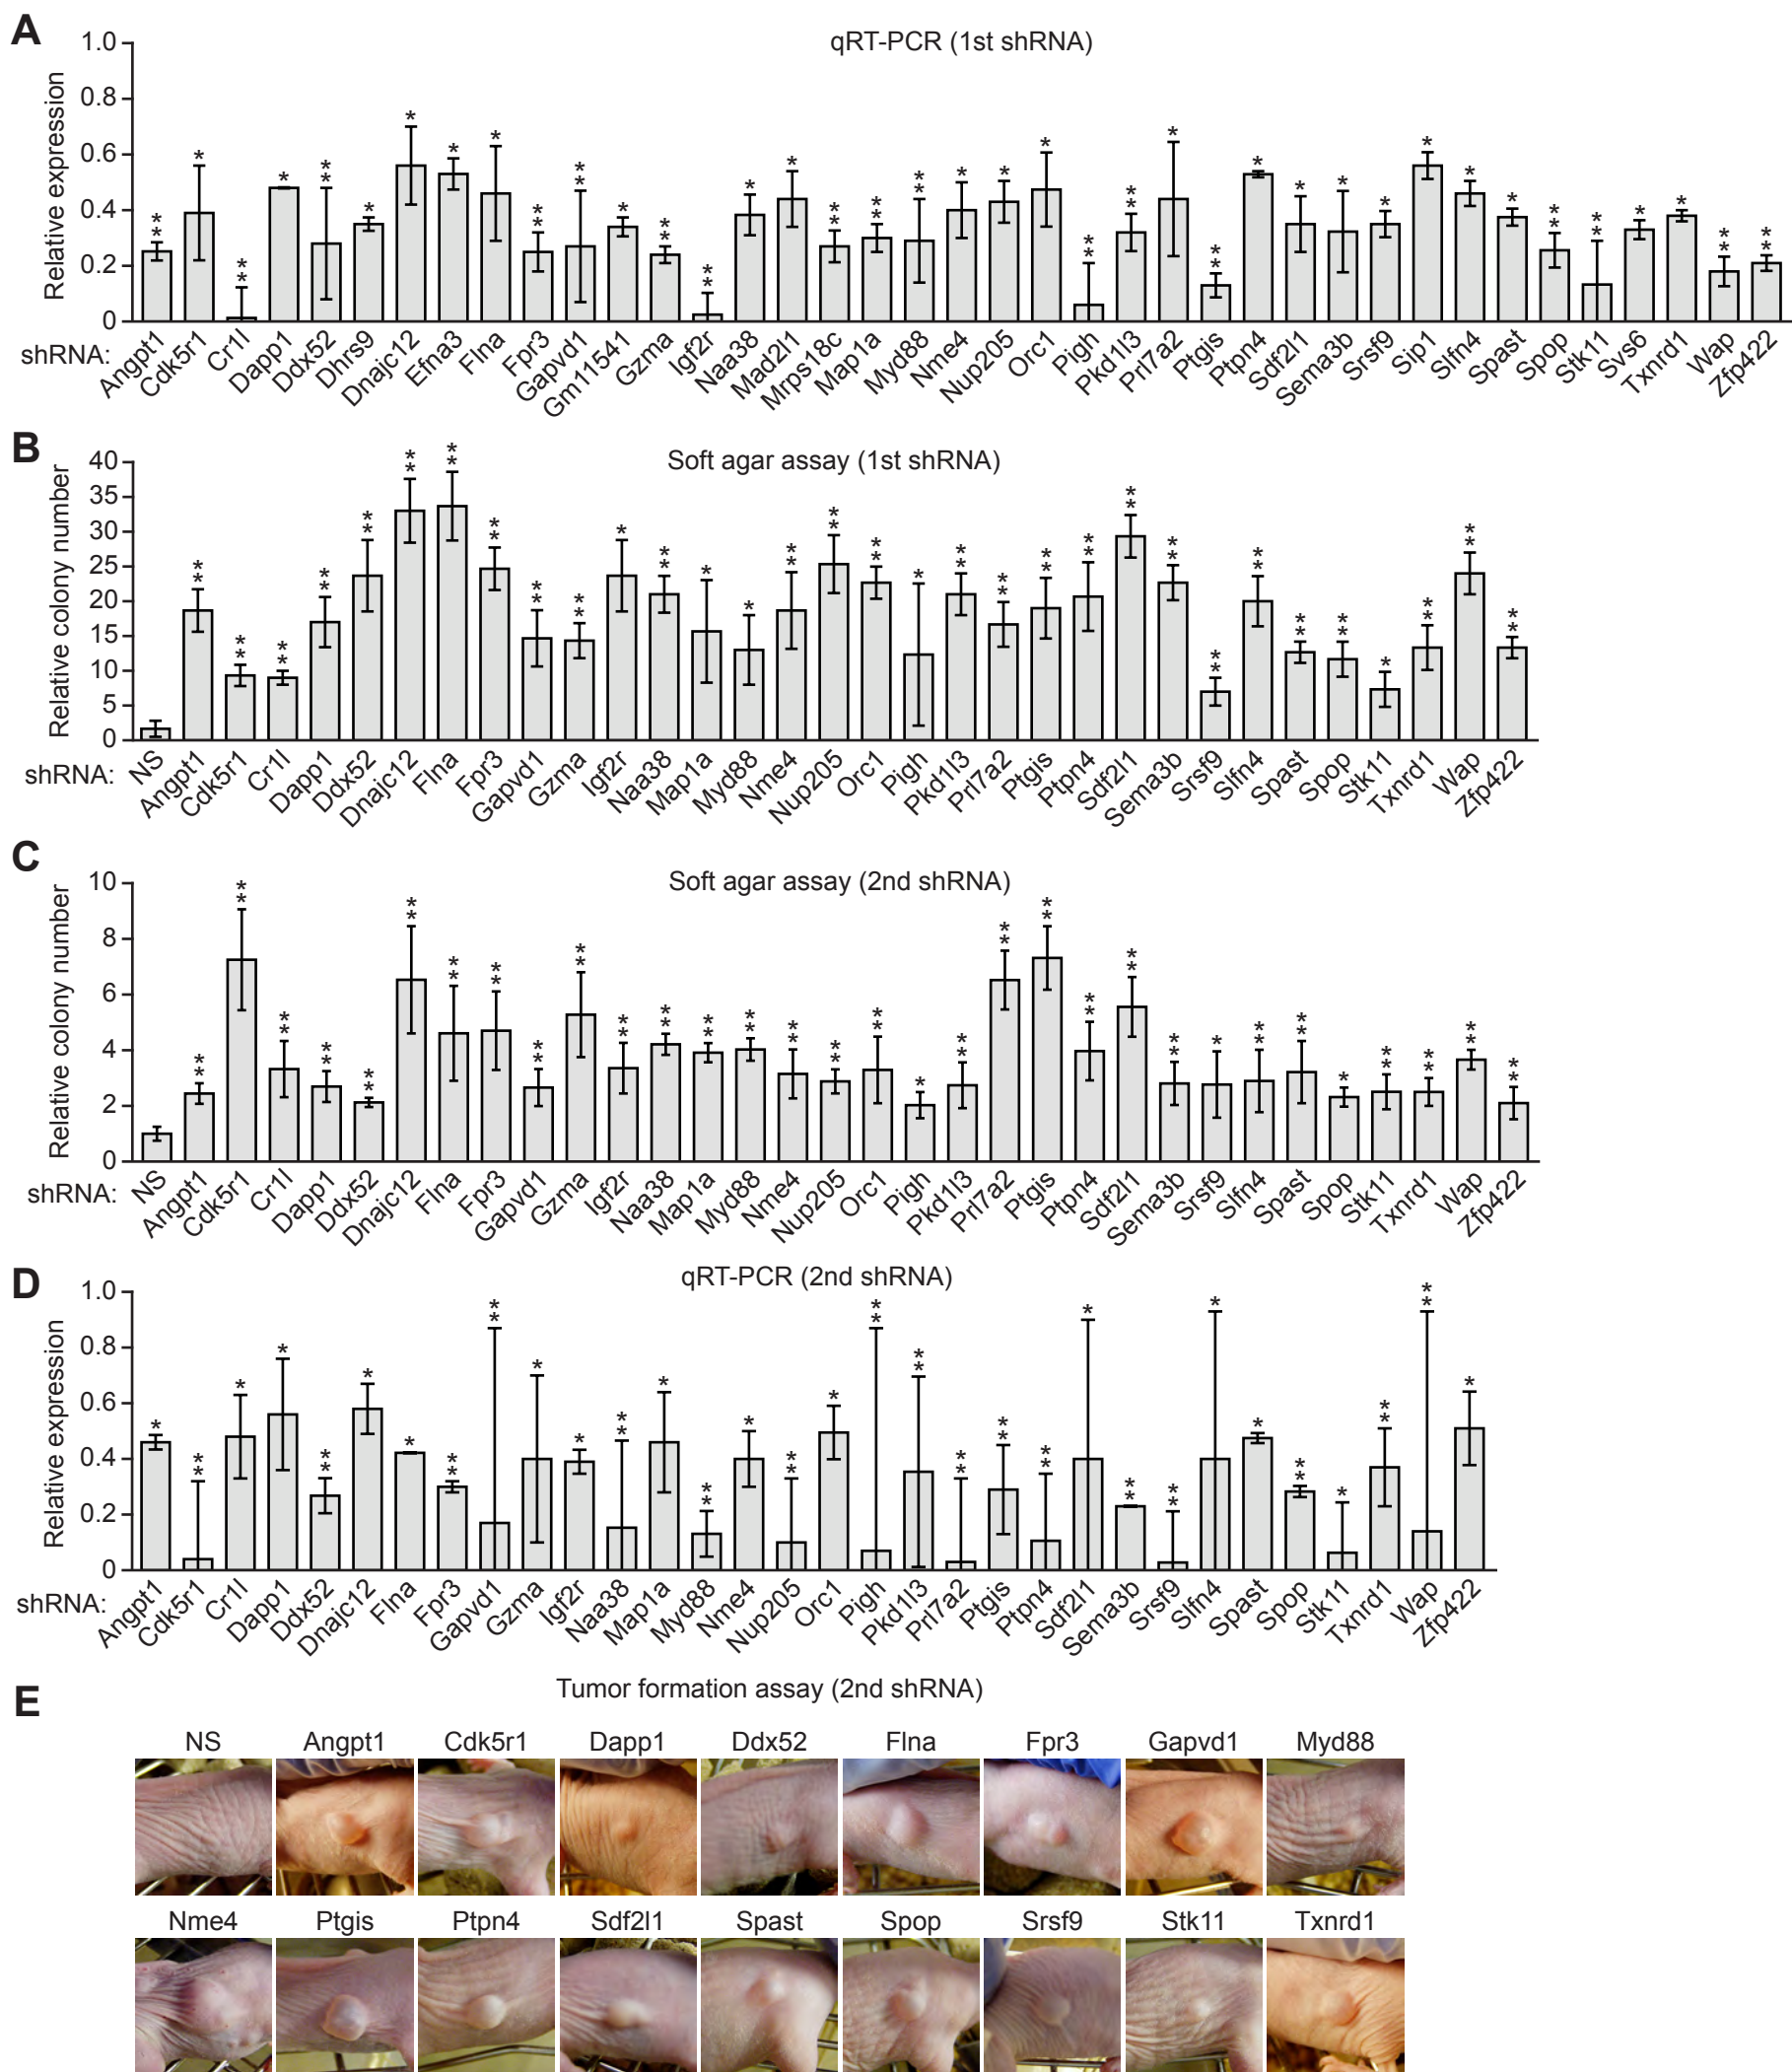 A
qRT-PCR (1st shRNA)
Relative expression
1.0
0.8
0.6
0.4
0.2
0
shRNA:
Angpt1 Cdk5r1 Cr1l Dapp1 Ddx52 Dhrs9 Dnajc12 Efna3 Flna Fpr3 Gapvd1 Gm11541 Gzma Igf2r Naa38 Mad2l1 Mrps18c Map1a Myd88 Nme4 Nup205 Orc1 Pigh Pkd1l3 Prl7a2 Ptgis Ptpn4 Sdf2l1 Sema3b Srsf9 Sip1 Slfn4 Spast Spop Stk11 Sys6 Txnrd1 Wap Zfp422
B
Soft agar assay (1st shRNA)
Relative colony number
40
35
30
25
20
15
10
5
0
shRNA:
NS Angpt1 Cdk5r1 Cr1l Dapp1 Ddx52 Dnajc12 Flna Fpr3 Gapvd1 Gzma Igf2r Naa38 Map1a Myd88 Nme4 Nup205 Orc1 Pigh Pkd1l3 Prl7a2 Ptgis Ptpn4 Sdf2l1 Sema3b Srsf9 Slfn4 Spast Spop Stk11 Txnrd1 Wap Zfp422
C
Soft agar assay (2nd shRNA)
Relative colony number
10
8
6
4
2
0
shRNA:
NS Angpt1 Cdk5r1 Cr1l Dapp1 Ddx52 Dnajc12 Flna Fpr3 Gapvd1 Gzma Igf2r Naa38 Map1a Myd88 Nme4 Nup205 Orc1 Pigh Pkd1l3 Prl7a2 Ptgis Ptpn4 Sdf2l1 Sema3b Srsf9 Slfn4 Spast Spop Stk11 Txnrd1 Wap Zfp422
D
qRT-PCR (2nd shRNA)
Relative expression
1.0
0.8
0.6
0.4
0.2
0
shRNA:
Angpt1 Cdk5r1 Cr1l Dapp1 Ddx52 Dnajc12 Flna Fpr3 Gapvd1 Gzma Igf2r Naa38 Map1a Myd88 Nme4 Nup205 Orc1 Pigh Pkd1l3 Prl7a2 Ptgis Ptpn4 Sdf2l1 Sema3b Srsf9 Slfn4 Spast Spop Stk11 Txnrd1 Wap Zfp422
E
Tumor formation assay (2nd shRNA)
NS Angpt1 Cdk5r1 Dapp1 Ddx52 Flna Fpr3 Gapvd1 Myd88
Nme4 Ptgis Ptpn4 Sdf2l1 Spast Spop Srsf9 Stk11 Txnrd1